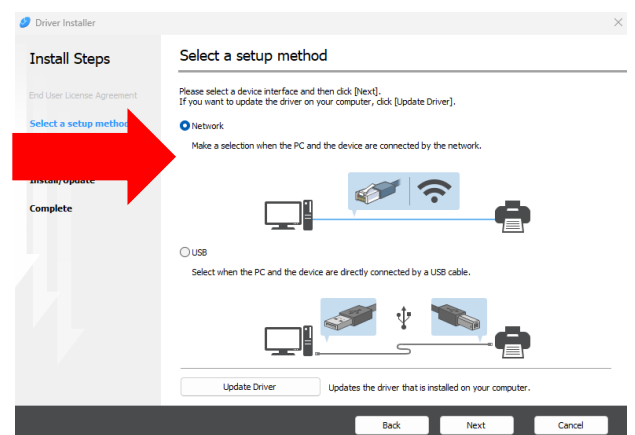 Driver Installer
Install Steps
Select a setup method
End User License Agreement
Please select a device interface and then click [Next].
If you want to update the driver on your computer, click [Update Driver].
Select a setup method
Network
Make a selection when the PC and the device are connected by the network.
Install/Update
Complete
USB
Select when the PC and the device are directly connected by a USB cable.
Update Driver
Updates the driver that is installed on your computer.
Back
Next
Cancel